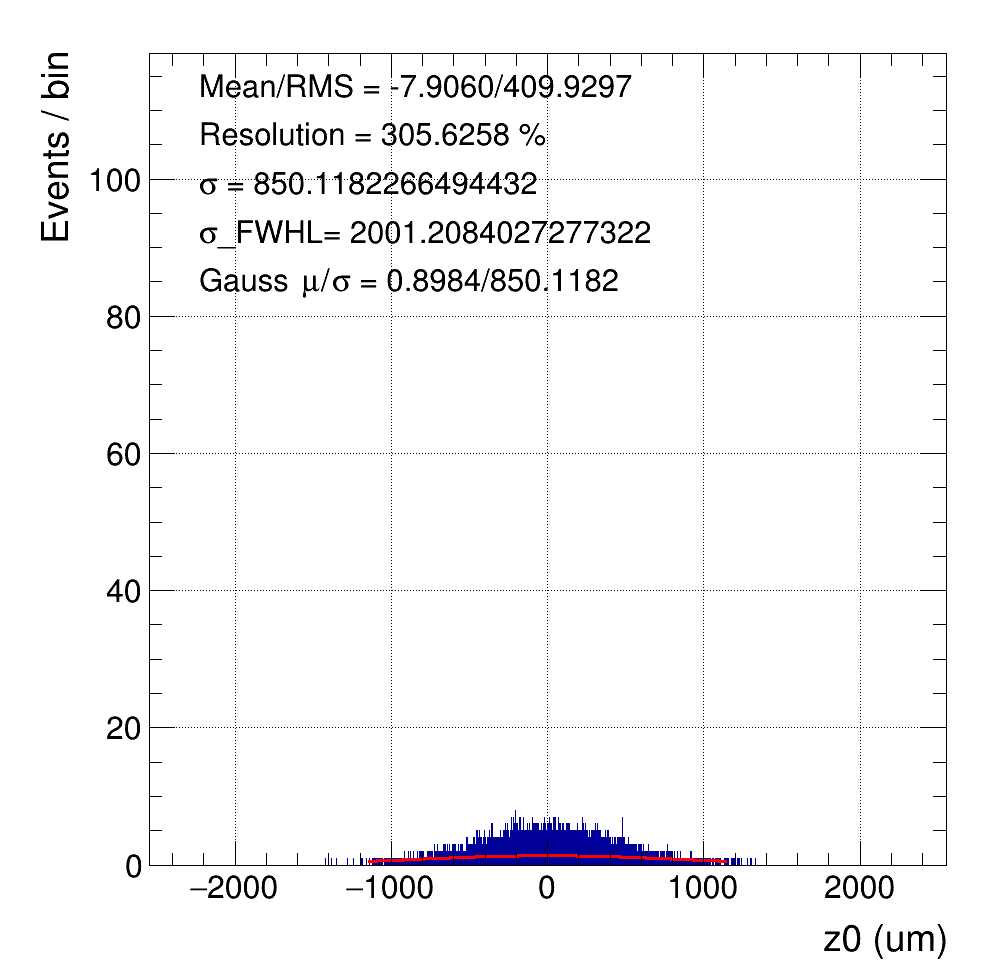 Events / bin
Mean/RMS = -7.9060/409.9297
Resolution = 305.6258 %
σ = 850.1182266494432
σ_FWHL= 2001.2084027277322
Gauss μ/σ = 0.8984/850.1182
100
80
60
40
20
0
−2000 −1000 0 1000 2000
z0 (um)